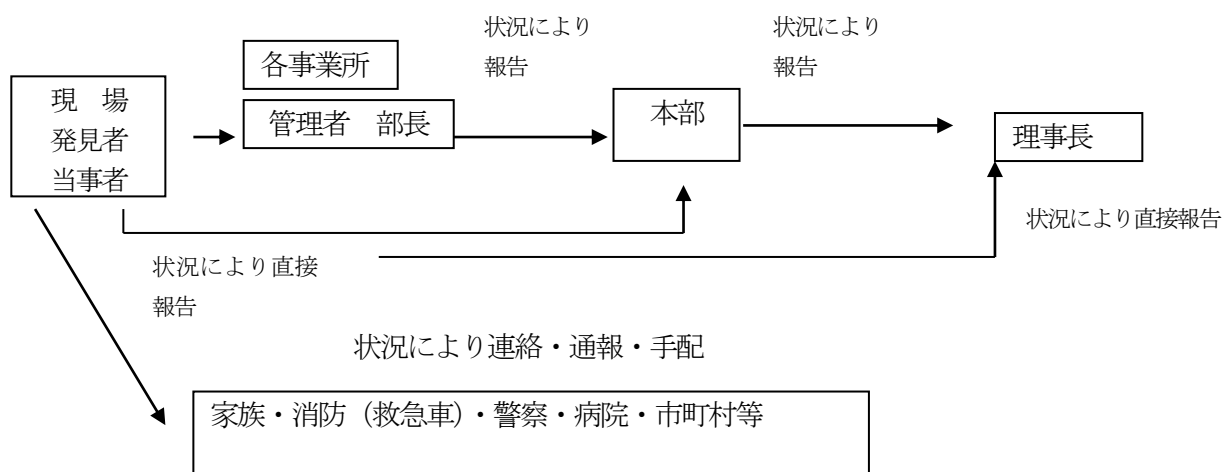 状況により
報告
状況により
報告
各事業所
現　場
発見者
当事者
管理者　部長
本部
理事長
状況により直接報告
状況により直接
報告
状況により連絡・通報・手配
家族・消防（救急車）・警察・病院・市町村等